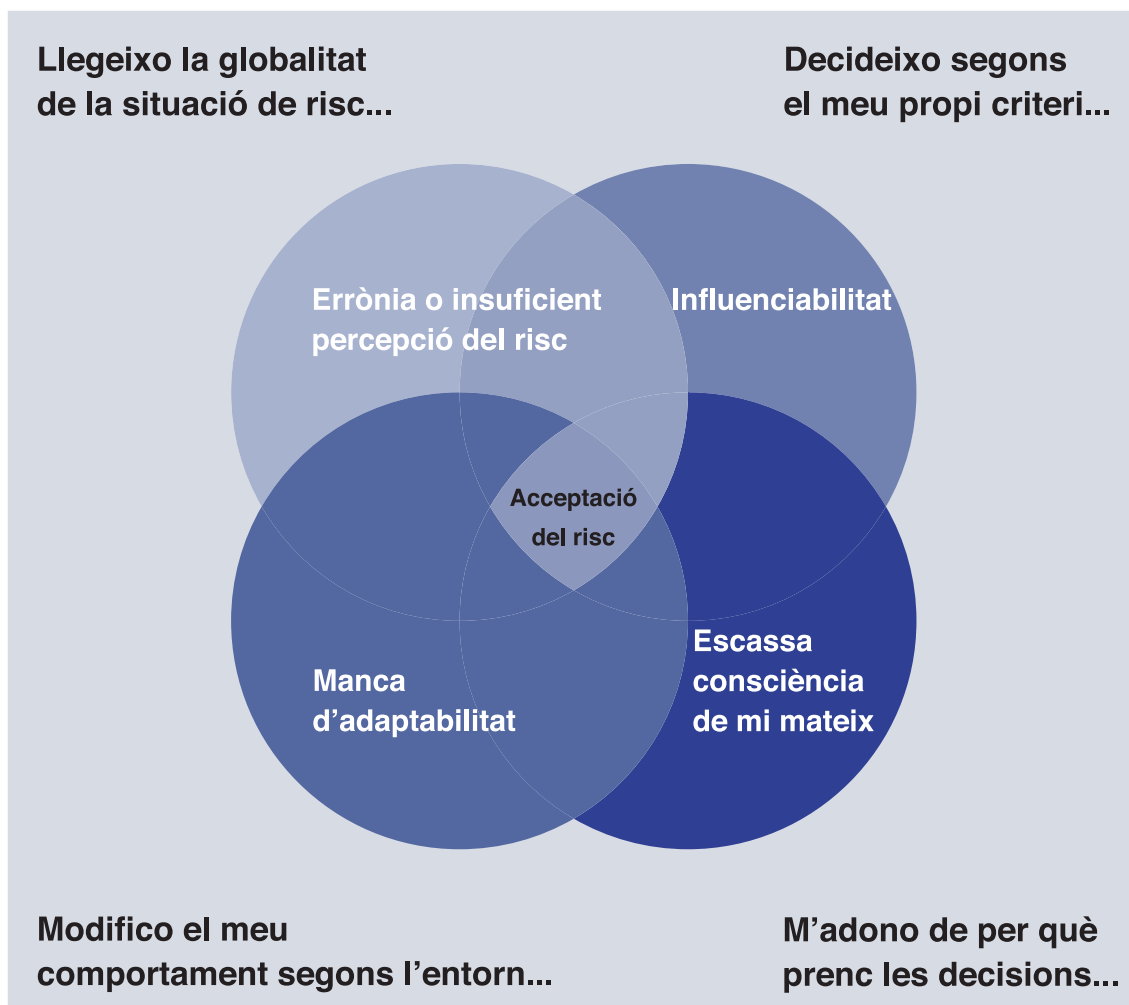 Llegeixo la globalitat
de la situació de risc...
Decideixo segons
el meu propi criteri...
Errònia o insuficient
percepció del risc
Influenciabilitat
Acceptació
del risc
Manca
d’adaptabilitat
Escassa
consciència
de mi mateix
Modifico el meu
comportament segons l’entorn...
M’adono de per què
prenc les decisions...